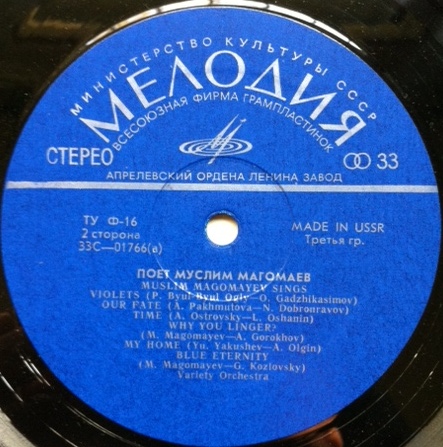 МИНИСТЕРСТВО КУЛЬТУРЫ СССР
МЕЛОДИЯ
ВСЕСОЮЗНАЯ ФИРМА ГРАМПЛАСТИНОК
СТЕРЕО
33
АПРЕЛЕВСКИЙ ОРДЕНА ЛЕНИНА ЗАВОД
ТУ Ф-16
2 сторона
33С—01766(а)
MADE IN USSR
Третья гр.
ПОЕТ МУСЛИМ МАГОМАЕВ
MUSLIM MAGOMAYEV SINGS
VIOLETS (P. Byul-Byul Ogly—O. Gadzhikasimov)
OUR FATE (A. Pakhmutova—N. Dobronravov)
TIME (A. Ostrovsky—L. Oshanin)
WHY YOU LINGER?
(M. Magomayev—A. Gorokhov)
MY HOME (Yu. Yakushev—A. Olgin)
BLUE ETERNITY
(M. Magomayev—G. Kozlovsky)
Variety Orchestra